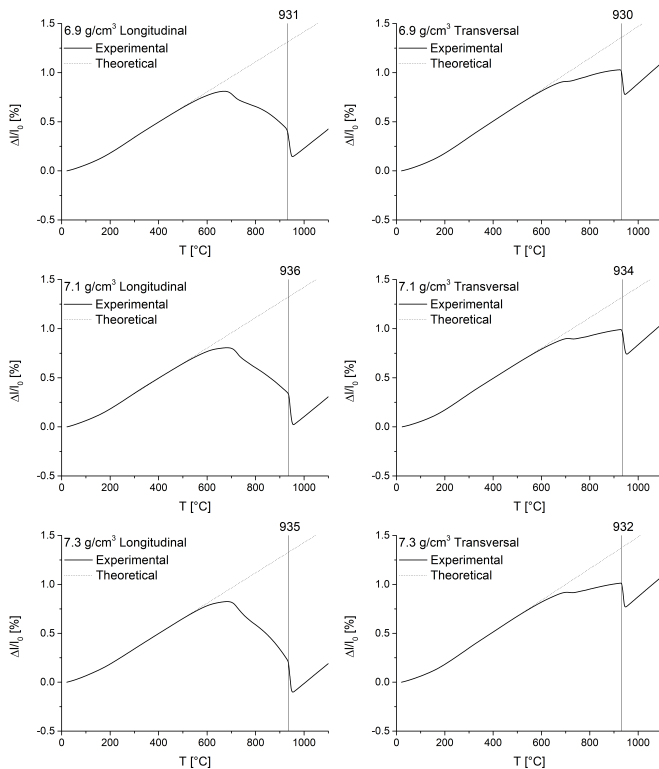 931
6.9 g/cm³ Longitudinal
Experimental
Theoretical
1.5
1.0
0.5
0.0
-0.5
Δl/l₀ [%]
0 200 400 600 800 1000
T [°C]
930
6.9 g/cm³ Transversal
Experimental
Theoretical
1.5
1.0
0.5
0.0
-0.5
Δl/l₀ [%]
0 200 400 600 800 1000
T [°C]
936
7.1 g/cm³ Longitudinal
Experimental
Theoretical
1.5
1.0
0.5
0.0
-0.5
Δl/l₀ [%]
0 200 400 600 800 1000
T [°C]
934
7.1 g/cm³ Transversal
Experimental
Theoretical
1.5
1.0
0.5
0.0
-0.5
Δl/l₀ [%]
0 200 400 600 800 1000
T [°C]
935
7.3 g/cm³ Longitudinal
Experimental
Theoretical
1.5
1.0
0.5
0.0
-0.5
Δl/l₀ [%]
0 200 400 600 800 1000
T [°C]
932
7.3 g/cm³ Transversal
Experimental
Theoretical
1.5
1.0
0.5
0.0
-0.5
Δl/l₀ [%]
0 200 400 600 800 1000
T [°C]